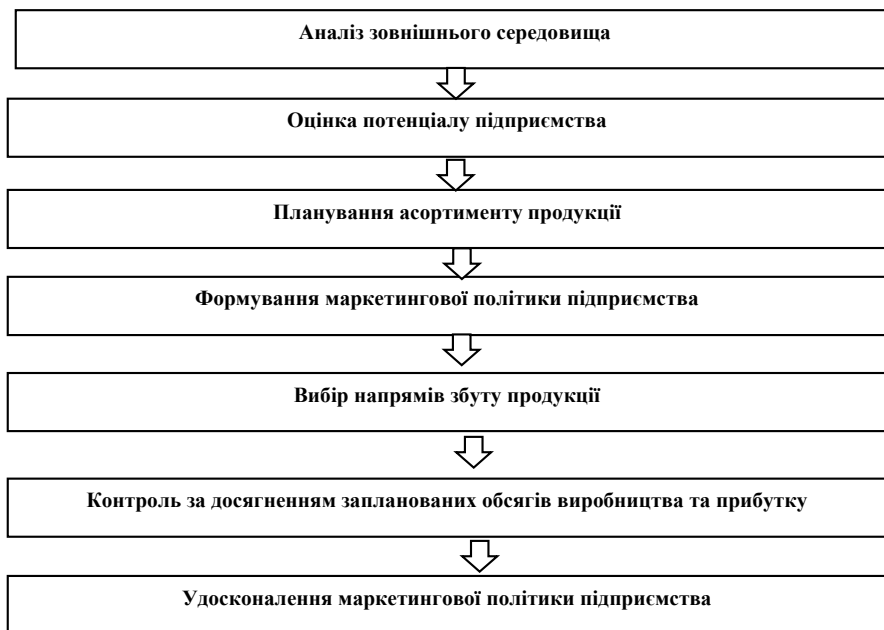 Аналіз зовнішнього середовища
Оцінка потенціалу підприємства
Планування асортименту продукції
Формування маркетингової політики підприємства
Вибір напрямів збуту продукції
Контроль за досягненням запланованих обсягів виробництва та прибутку
Удосконалення маркетингової політики підприємства